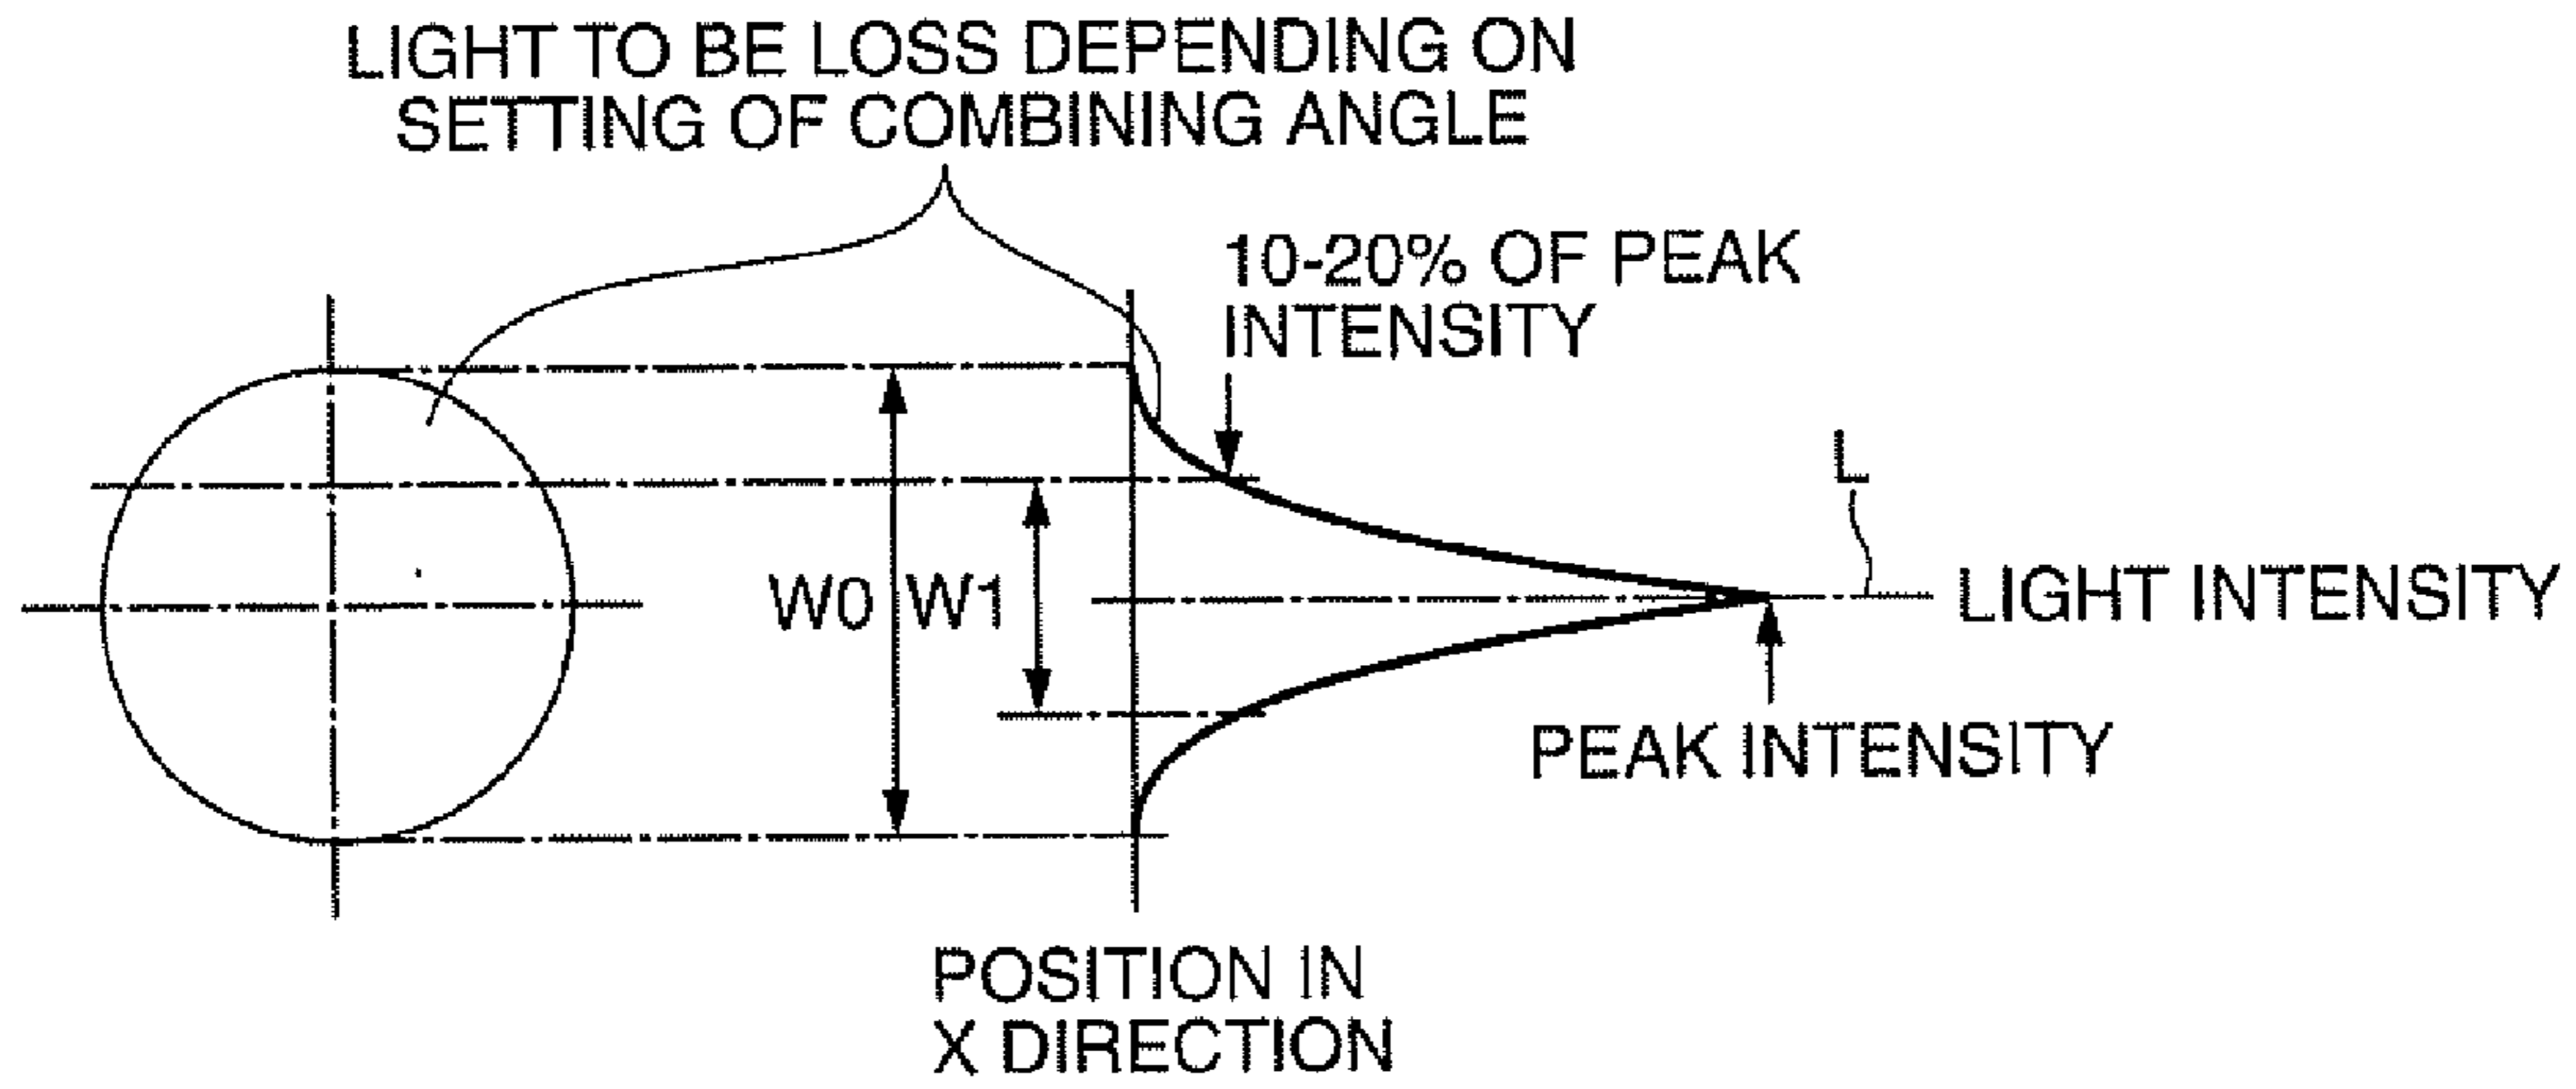 LIGHT TO BE LOSS DEPENDING ON
SETTING OF COMBINING ANGLE
10-20% OF PEAK
INTENSITY
L
W0 W1
LIGHT INTENSITY
PEAK INTENSITY
POSITION IN
X DIRECTION